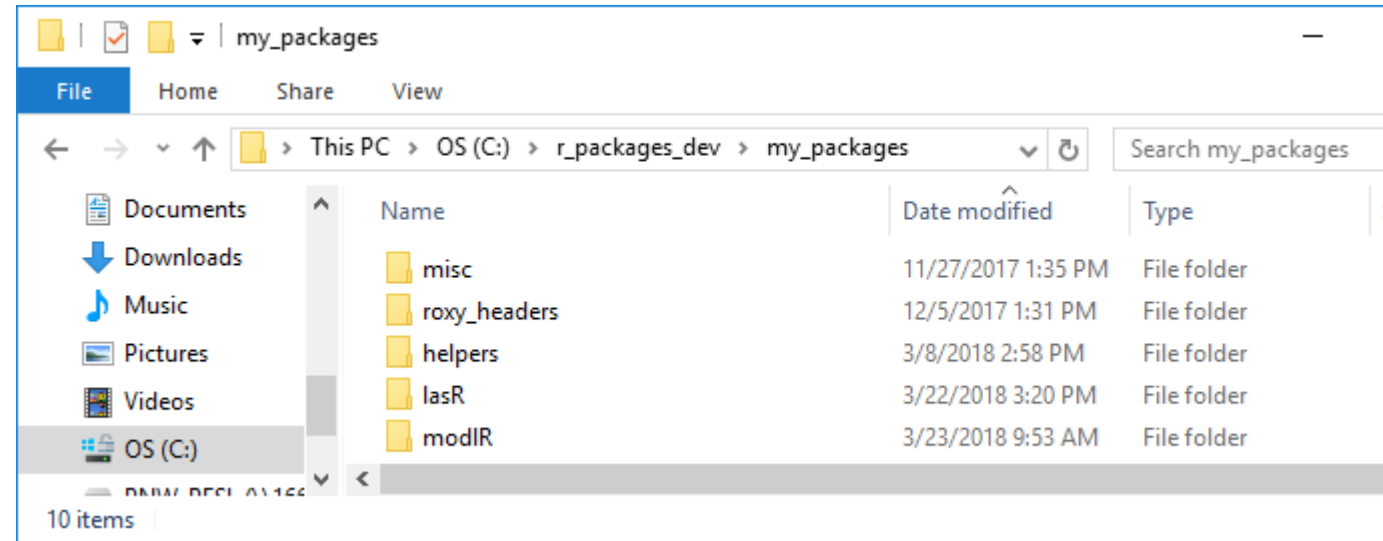 my_packages
File Home Share View
This PC > OS (C:) > r_packages_dev > my_packages Search my_packages
Documents Name Date modified Type
Downloads misc 11/27/2017 1:35 PM File folder
Music roxy_headers 12/5/2017 1:31 PM File folder
Pictures helpers 3/8/2018 2:58 PM File folder
Videos lasR 3/22/2018 3:20 PM File folder
OS (C:) modlR 3/23/2018 9:53 AM File folder
10 items